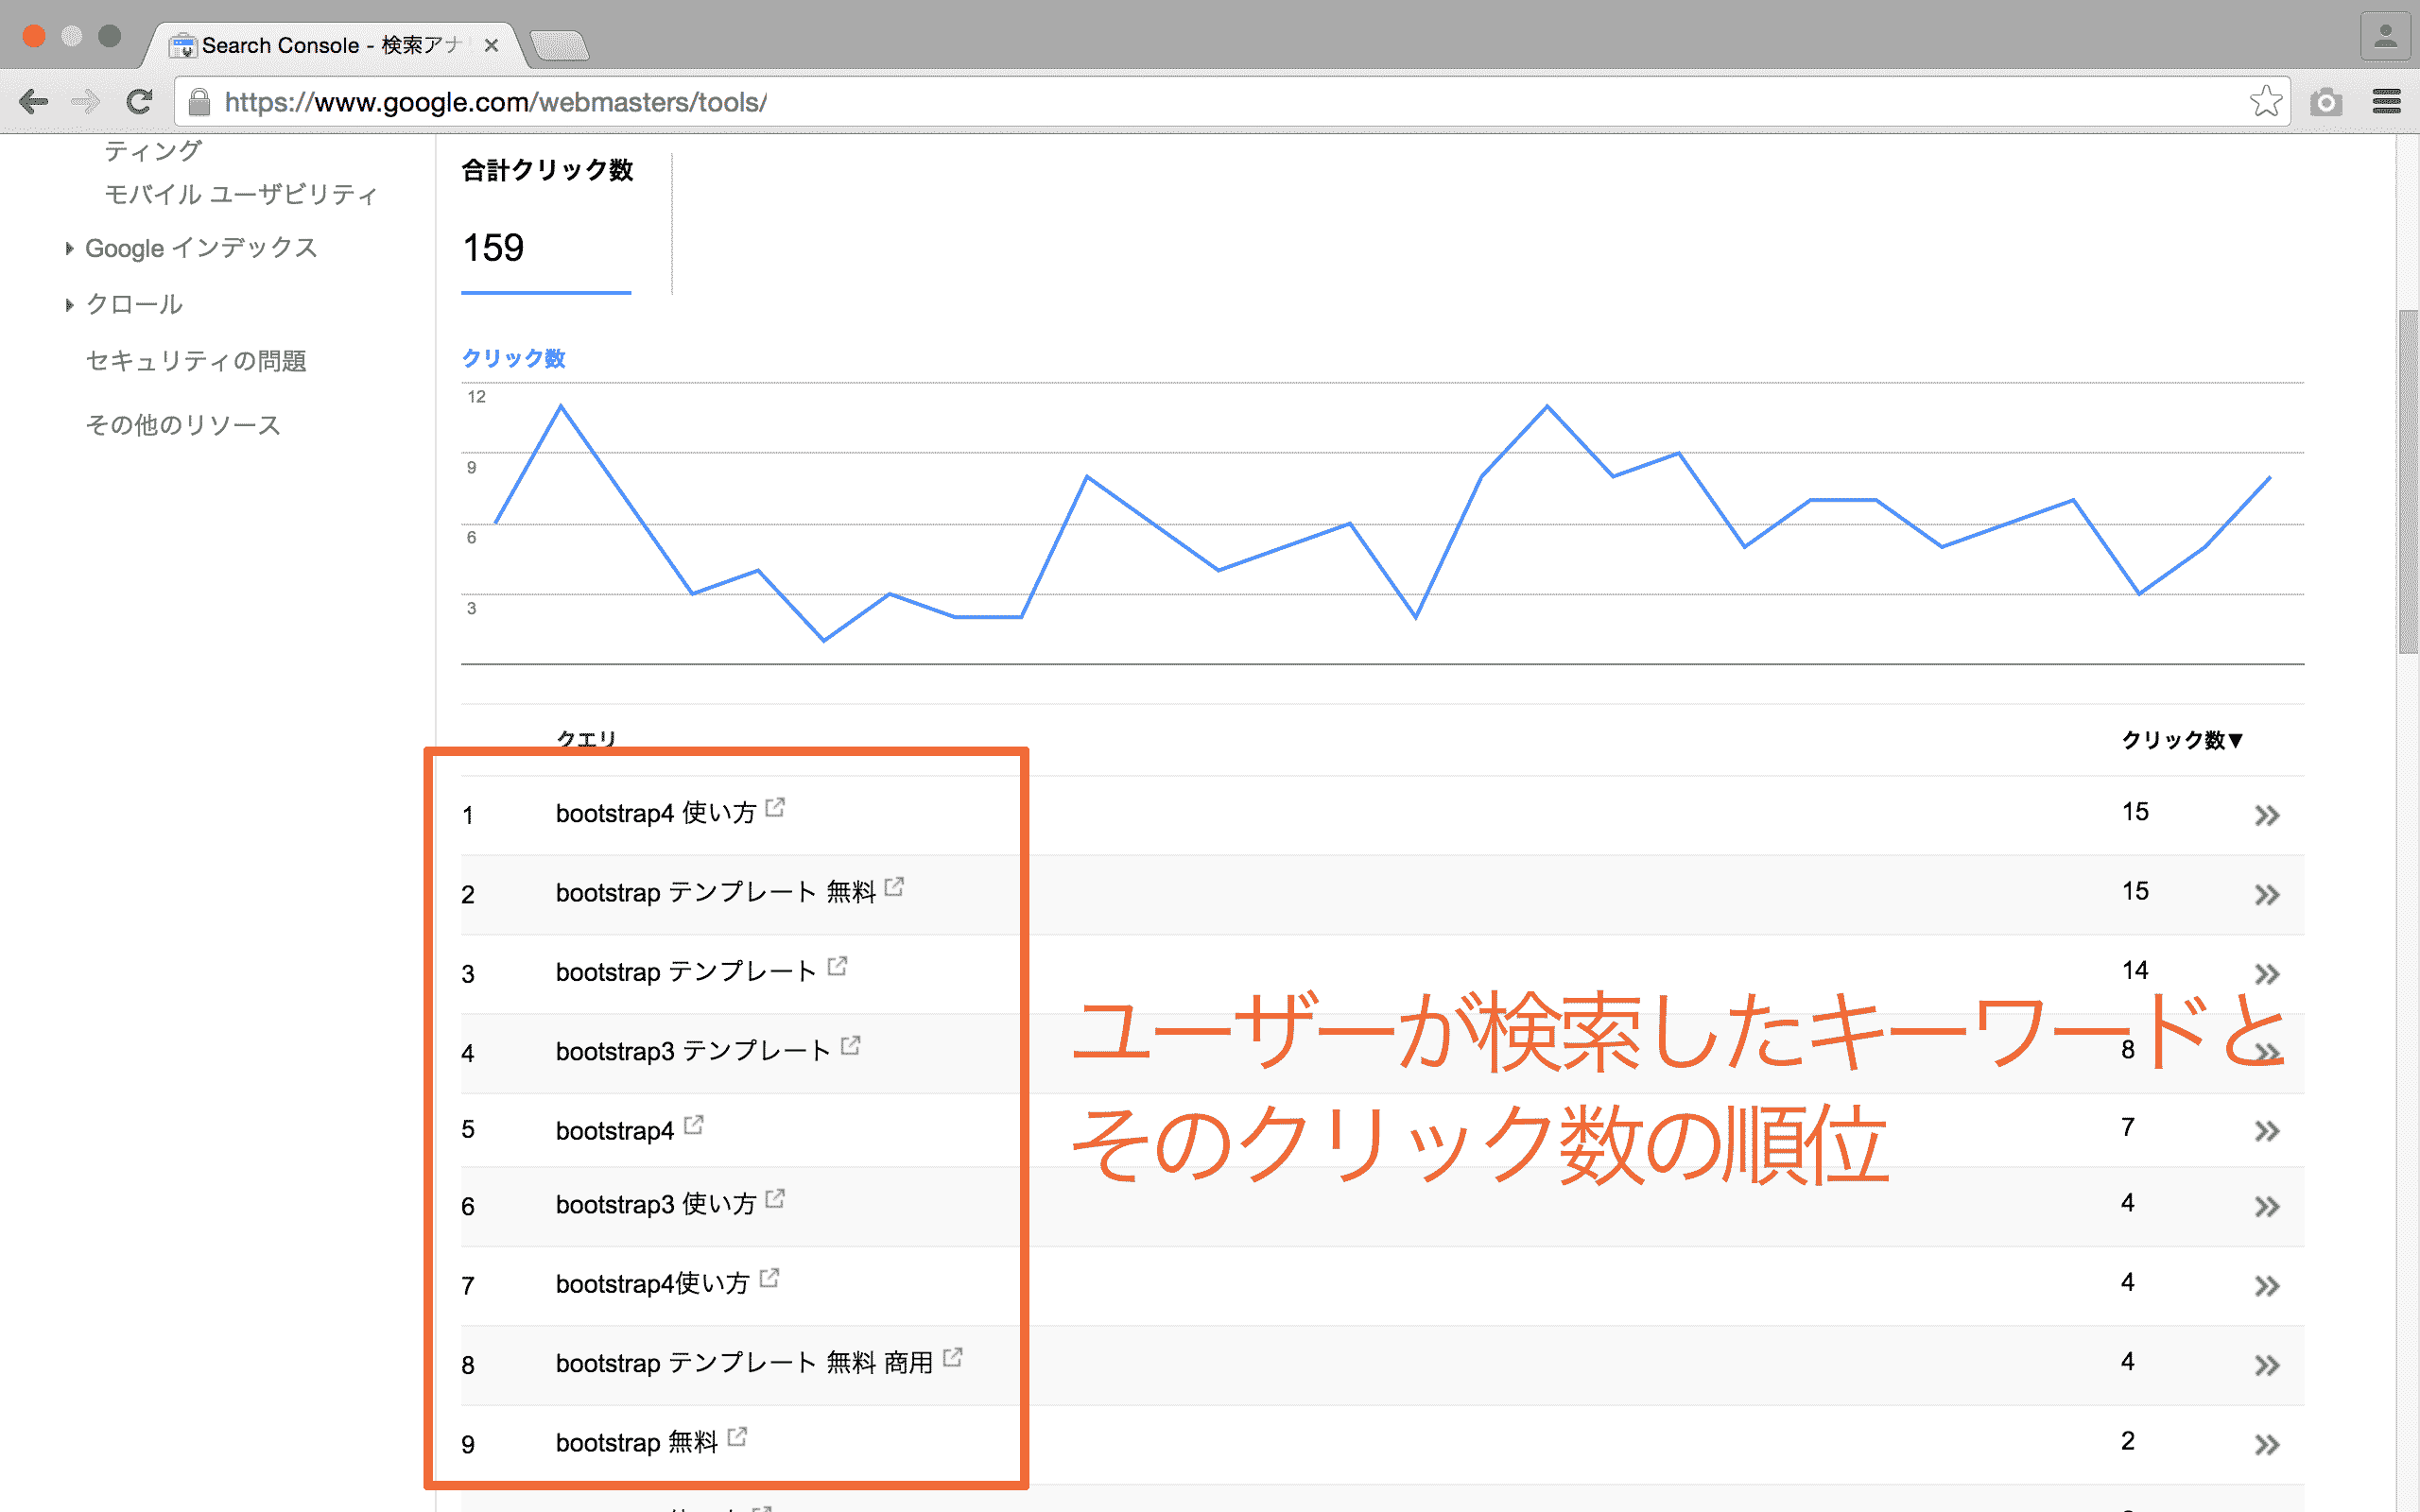 Search Console - 検索アナ
https://www.google.com/webmasters/tools/
ティング
モバイル ユーザビリティ
Google インデックス
クロール
セキュリティの問題
その他のリソース
合計クリック数
159
クリック数
12
9
6
3
クエリ クリック数▼
1 bootstrap4 使い方 15
2 bootstrap テンプレート 無料 15
3 bootstrap テンプレート 14
4 bootstrap3 テンプレート 8
5 bootstrap4 7
6 bootstrap3 使い方 4
7 bootstrap4使い方 4
8 bootstrap テンプレート 無料 商用 4
9 bootstrap 無料 2
ユーザーが検索したキーワードと
そのクリック数の順位